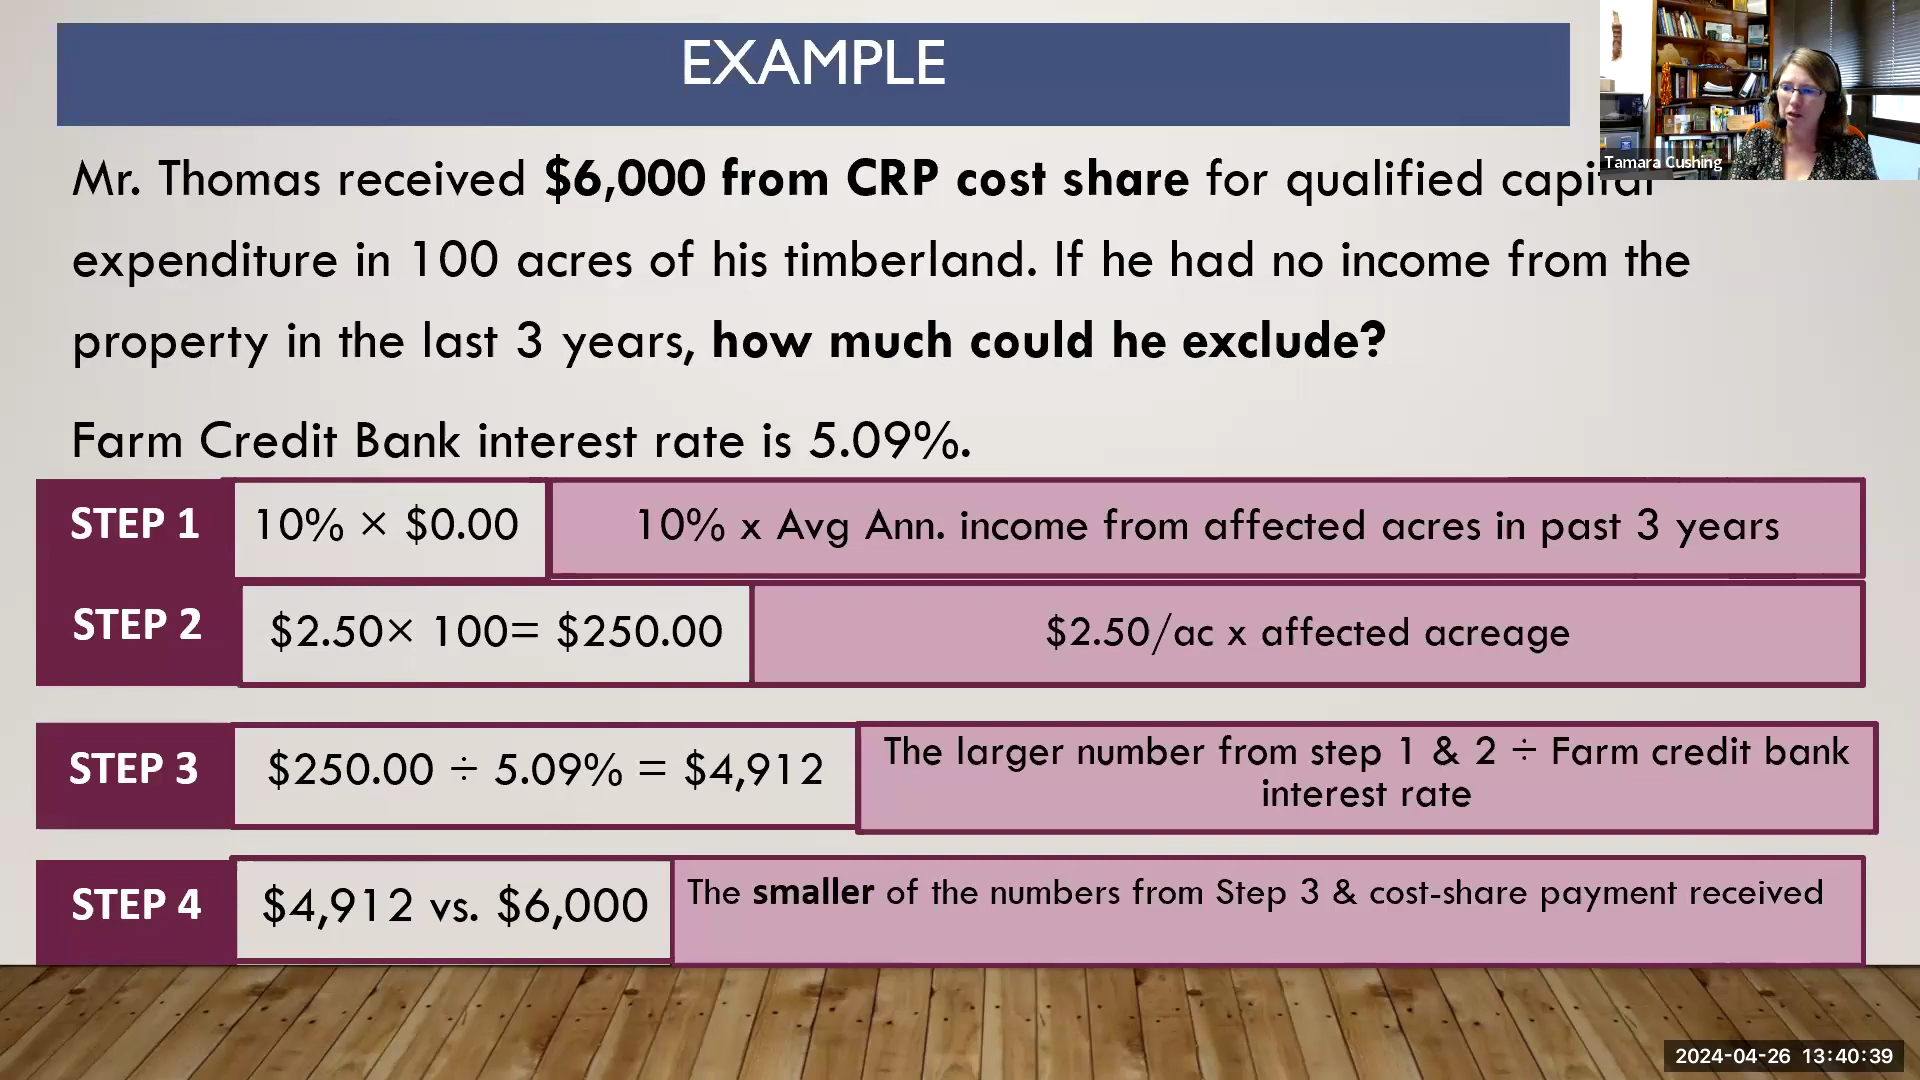 EXAMPLE
Tamara Cushing
Mr. Thomas received $6,000 from CRP cost share for qualified capital
expenditure in 100 acres of his timberland. If he had no income from the
property in the last 3 years, how much could he exclude?
Farm Credit Bank interest rate is 5.09%.
STEP 1 10% × $0.00 10% x Avg Ann. income from affected acres in past 3 years
STEP 2 $2.50× 100= $250.00 $2.50/ac x affected acreage
STEP 3 $250.00 ÷ 5.09% = $4,912 The larger number from step 1 & 2 ÷ Farm credit bank
interest rate
STEP 4 $4,912 vs. $6,000 The smaller of the numbers from Step 3 & cost-share payment received
2024-04-26 13:40:39